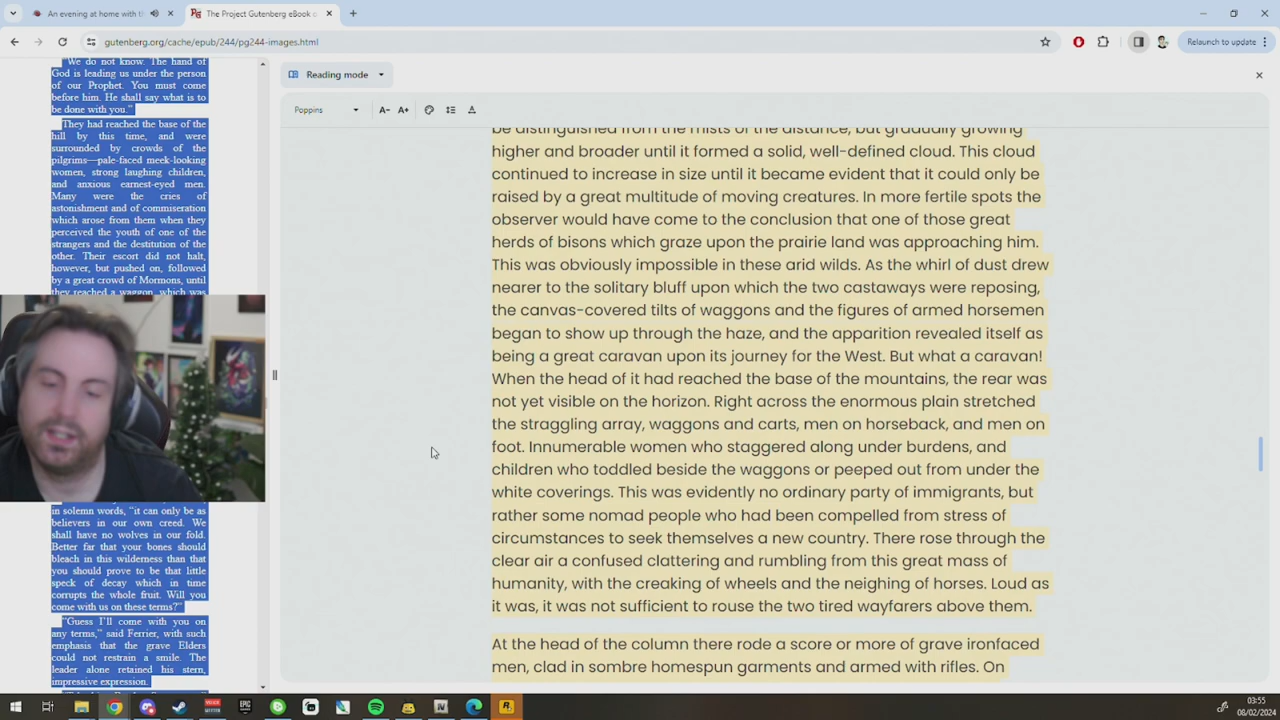 An evening at home with th
The Project Gutenberg eBook o
gutenberg.org/cache/epub/244/pg244-images.html
Relaunch to update
"We do not know. The hand of
God is leading us under the person
of our Prophet. You must come
before him. He shall say what is to
be done with you."
They had reached the base of the
hill by this time, and were
surrounded by crowds of the
pilgrims—pale-faced meek-looking
women, strong laughing children,
and anxious earnest-eyed men.
Many were the cries of
astonishment and of commiseration
which arose from them when they
perceived the youth of one of the
strangers and the destitution of the
other. Their escort did not halt,
however, but pushed on, followed
by a great crowd of Mormons, until
they reached a waggon, which was
in solemn words, “it can only be as
believers in our own creed. We
shall have no wolves in our fold.
Better far that your bones should
bleach in this wilderness than that
you should prove to be that little
speck of decay which in time
corrupts the whole fruit. Will you
come with us on these terms?”
“Guess I’ll come with you on
any terms,” said Ferrier, with such
emphasis that the grave Elders
could not restrain a smile. The
leader alone retained his stern,
impressive expression.
Reading mode
Poppins
A- A+
be distinguished from the mists of the distance, but gradually growing
higher and broader until it formed a solid, well-defined cloud. This cloud
continued to increase in size until it became evident that it could only be
raised by a great multitude of moving creatures. In more fertile spots the
observer would have come to the conclusion that one of those great
herds of bisons which graze upon the prairie land was approaching him.
This was obviously impossible in these arid wilds. As the whirl of dust drew
nearer to the solitary bluff upon which the two castaways were reposing,
the canvas-covered tilts of waggons and the figures of armed horsemen
began to show up through the haze, and the apparition revealed itself as
being a great caravan upon its journey for the West. But what a caravan!
When the head of it had reached the base of the mountains, the rear was
not yet visible on the horizon. Right across the enormous plain stretched
the straggling array, waggons and carts, men on horseback, and men on
foot. Innumerable women who staggered along under burdens, and
children who toddled beside the waggons or peeped out from under the
white coverings. This was evidently no ordinary party of immigrants, but
rather some nomad people who had been compelled from stress of
circumstances to seek themselves a new country. There rose through the
clear air a confused clattering and rumbling from this great mass of
humanity, with the creaking of wheels and the neighing of horses. Loud as
it was, it was not sufficient to rouse the two tired wayfarers above them.
At the head of the column there rode a score or more of grave ironfaced
men, clad in sombre homespun garments and armed with rifles. On
03:55
08/02/2024